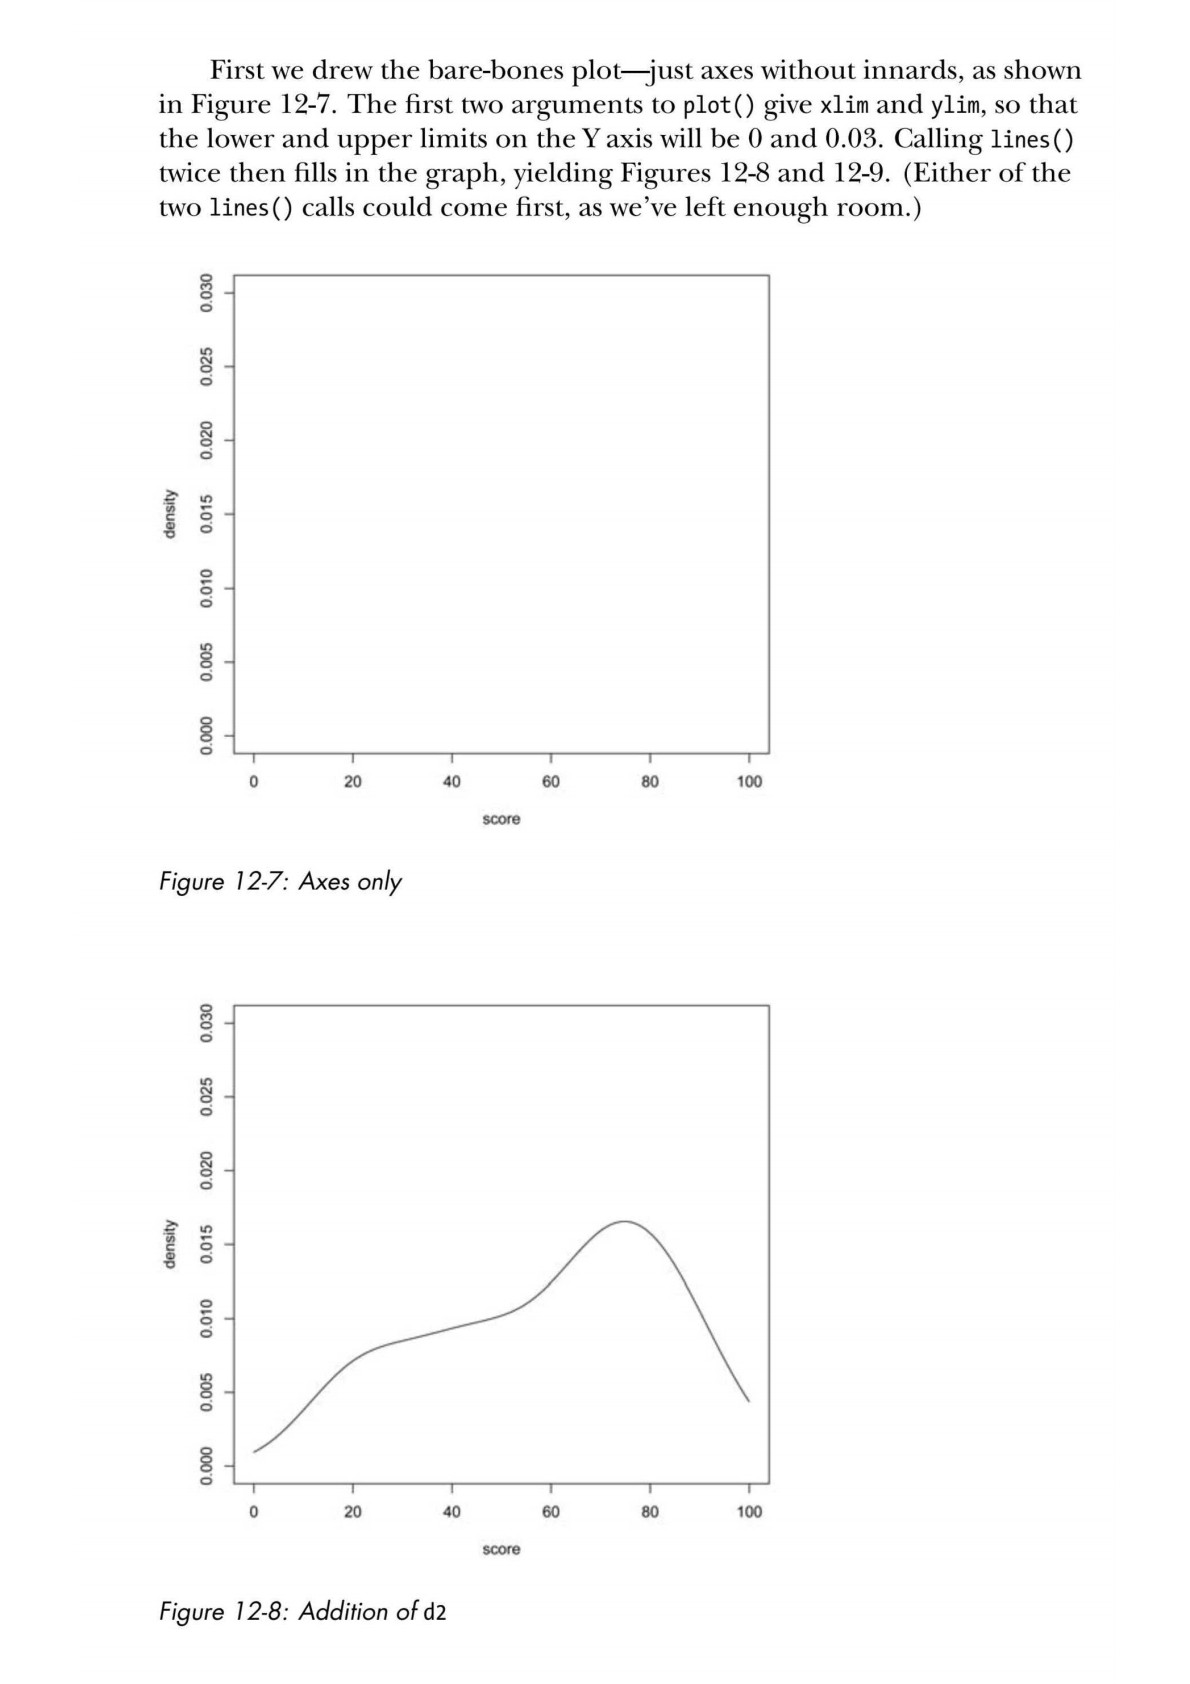 First we drew the bare-bones plot—just axes without innards, as shown
in Figure 12-7. The first two arguments to plot() give xlim and ylim, so that
the lower and upper limits on the Y axis will be 0 and 0.03. Calling lines()
twice then fills in the graph, yielding Figures 12-8 and 12-9. (Either of the
two lines() calls could come first, as we’ve left enough room.)
0.030
0.025
0.020
0.015
0.010
0.005
0.000
density
0 20 40 60 80 100
score
Figure 12-7: Axes only
0.030
0.025
0.020
0.015
0.010
0.005
0.000
density
0 20 40 60 80 100
score
Figure 12-8: Addition of d2